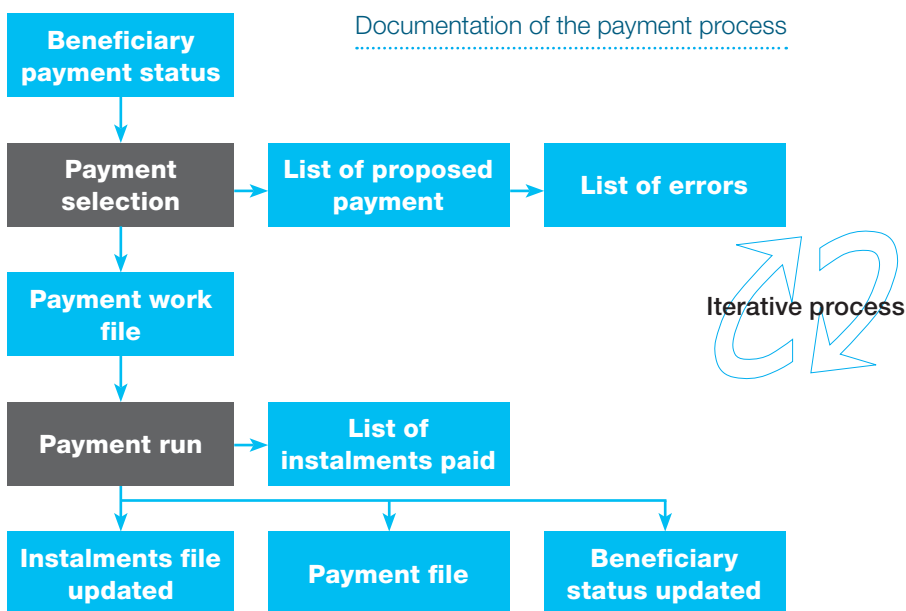 Documentation of the payment process
Beneficiary
payment status
Payment
selection
List of proposed
payment
List of errors
Iterative process
Payment work
file
Payment run
List of
instalments paid
Instalments file
updated
Payment file
Beneficiary
status updated